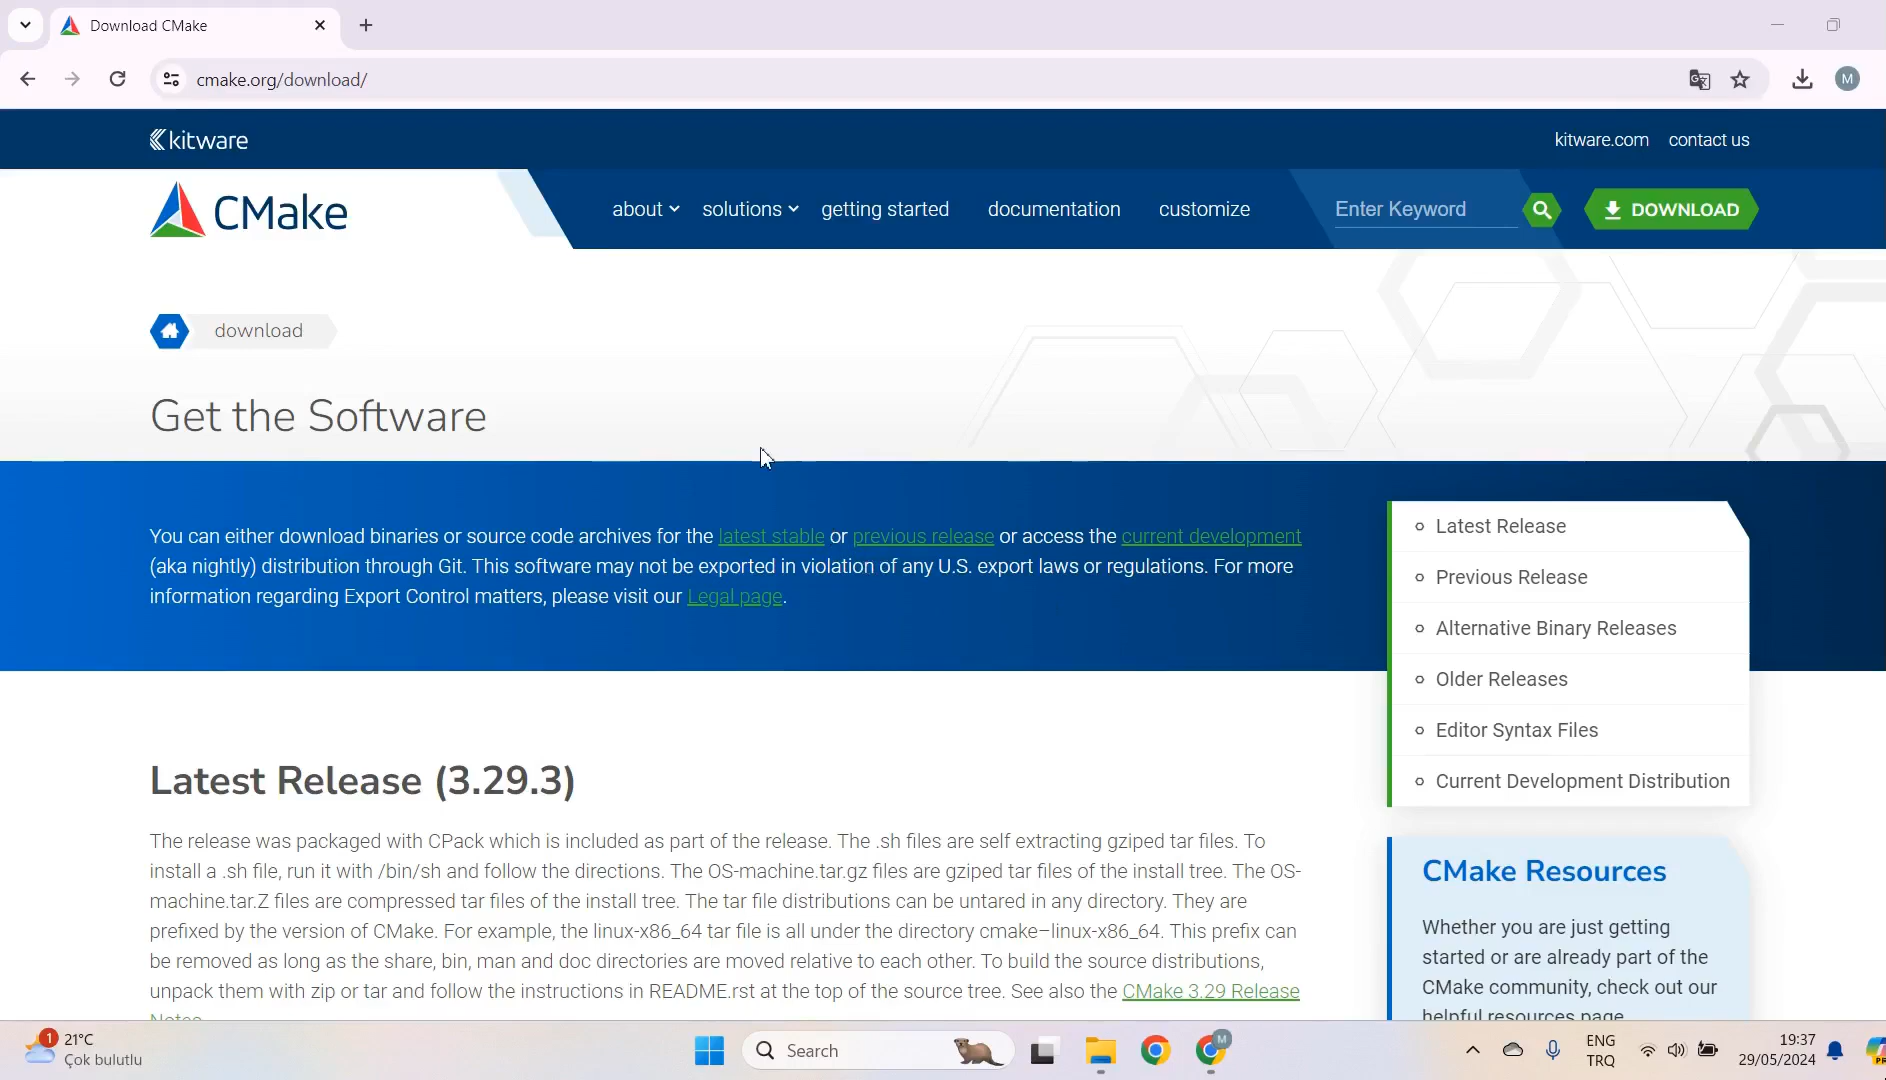 Download CMake
cmake.org/download/
M
kitware
kitware.com
contact us
CMake
about
solutions
getting started
documentation
customize
Enter Keyword
DOWNLOAD
download
Get the Software
You can either download binaries or source code archives for the latest stable or previous release or access the current development
(aka nightly) distribution through Git. This software may not be exported in violation of any U.S. export laws or regulations. For more
information regarding Export Control matters, please visit our Legal page.
Latest Release
Previous Release
Alternative Binary Releases
Older Releases
Editor Syntax Files
Current Development Distribution
Latest Release (3.29.3)
The release was packaged with CPack which is included as part of the release. The .sh files are self extracting gziped tar files. To
install a .sh file, run it with /bin/sh and follow the directions. The OS-machine.tar.gz files are gziped tar files of the install tree. The OS-
machine.tar.Z files are compressed tar files of the install tree. The tar file distributions can be untared in any directory. They are
prefixed by the version of CMake. For example, the linux-x86_64 tar file is all under the directory cmake–linux-x86_64. This prefix can
be removed as long as the share, bin, man and doc directories are moved relative to each other. To build the source distributions,
unpack them with zip or tar and follow the instructions in README.rst at the top of the source tree. See also the CMake 3.29 Release
Notes
CMake Resources
Whether you are just getting
started or are already part of the
CMake community, check out our
helpful resources page
1
21°C
Çok bulutlu
Search
M
ENG
TRQ
19:37
29/05/2024